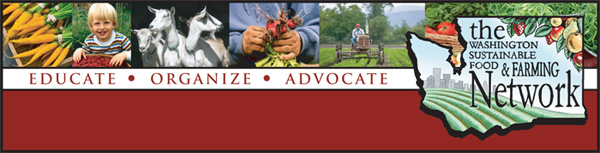 EDUCATE • ORGANIZE • ADVOCATE
the
WASHINGTON
SUSTAINABLE
FOOD & FARMING
Network